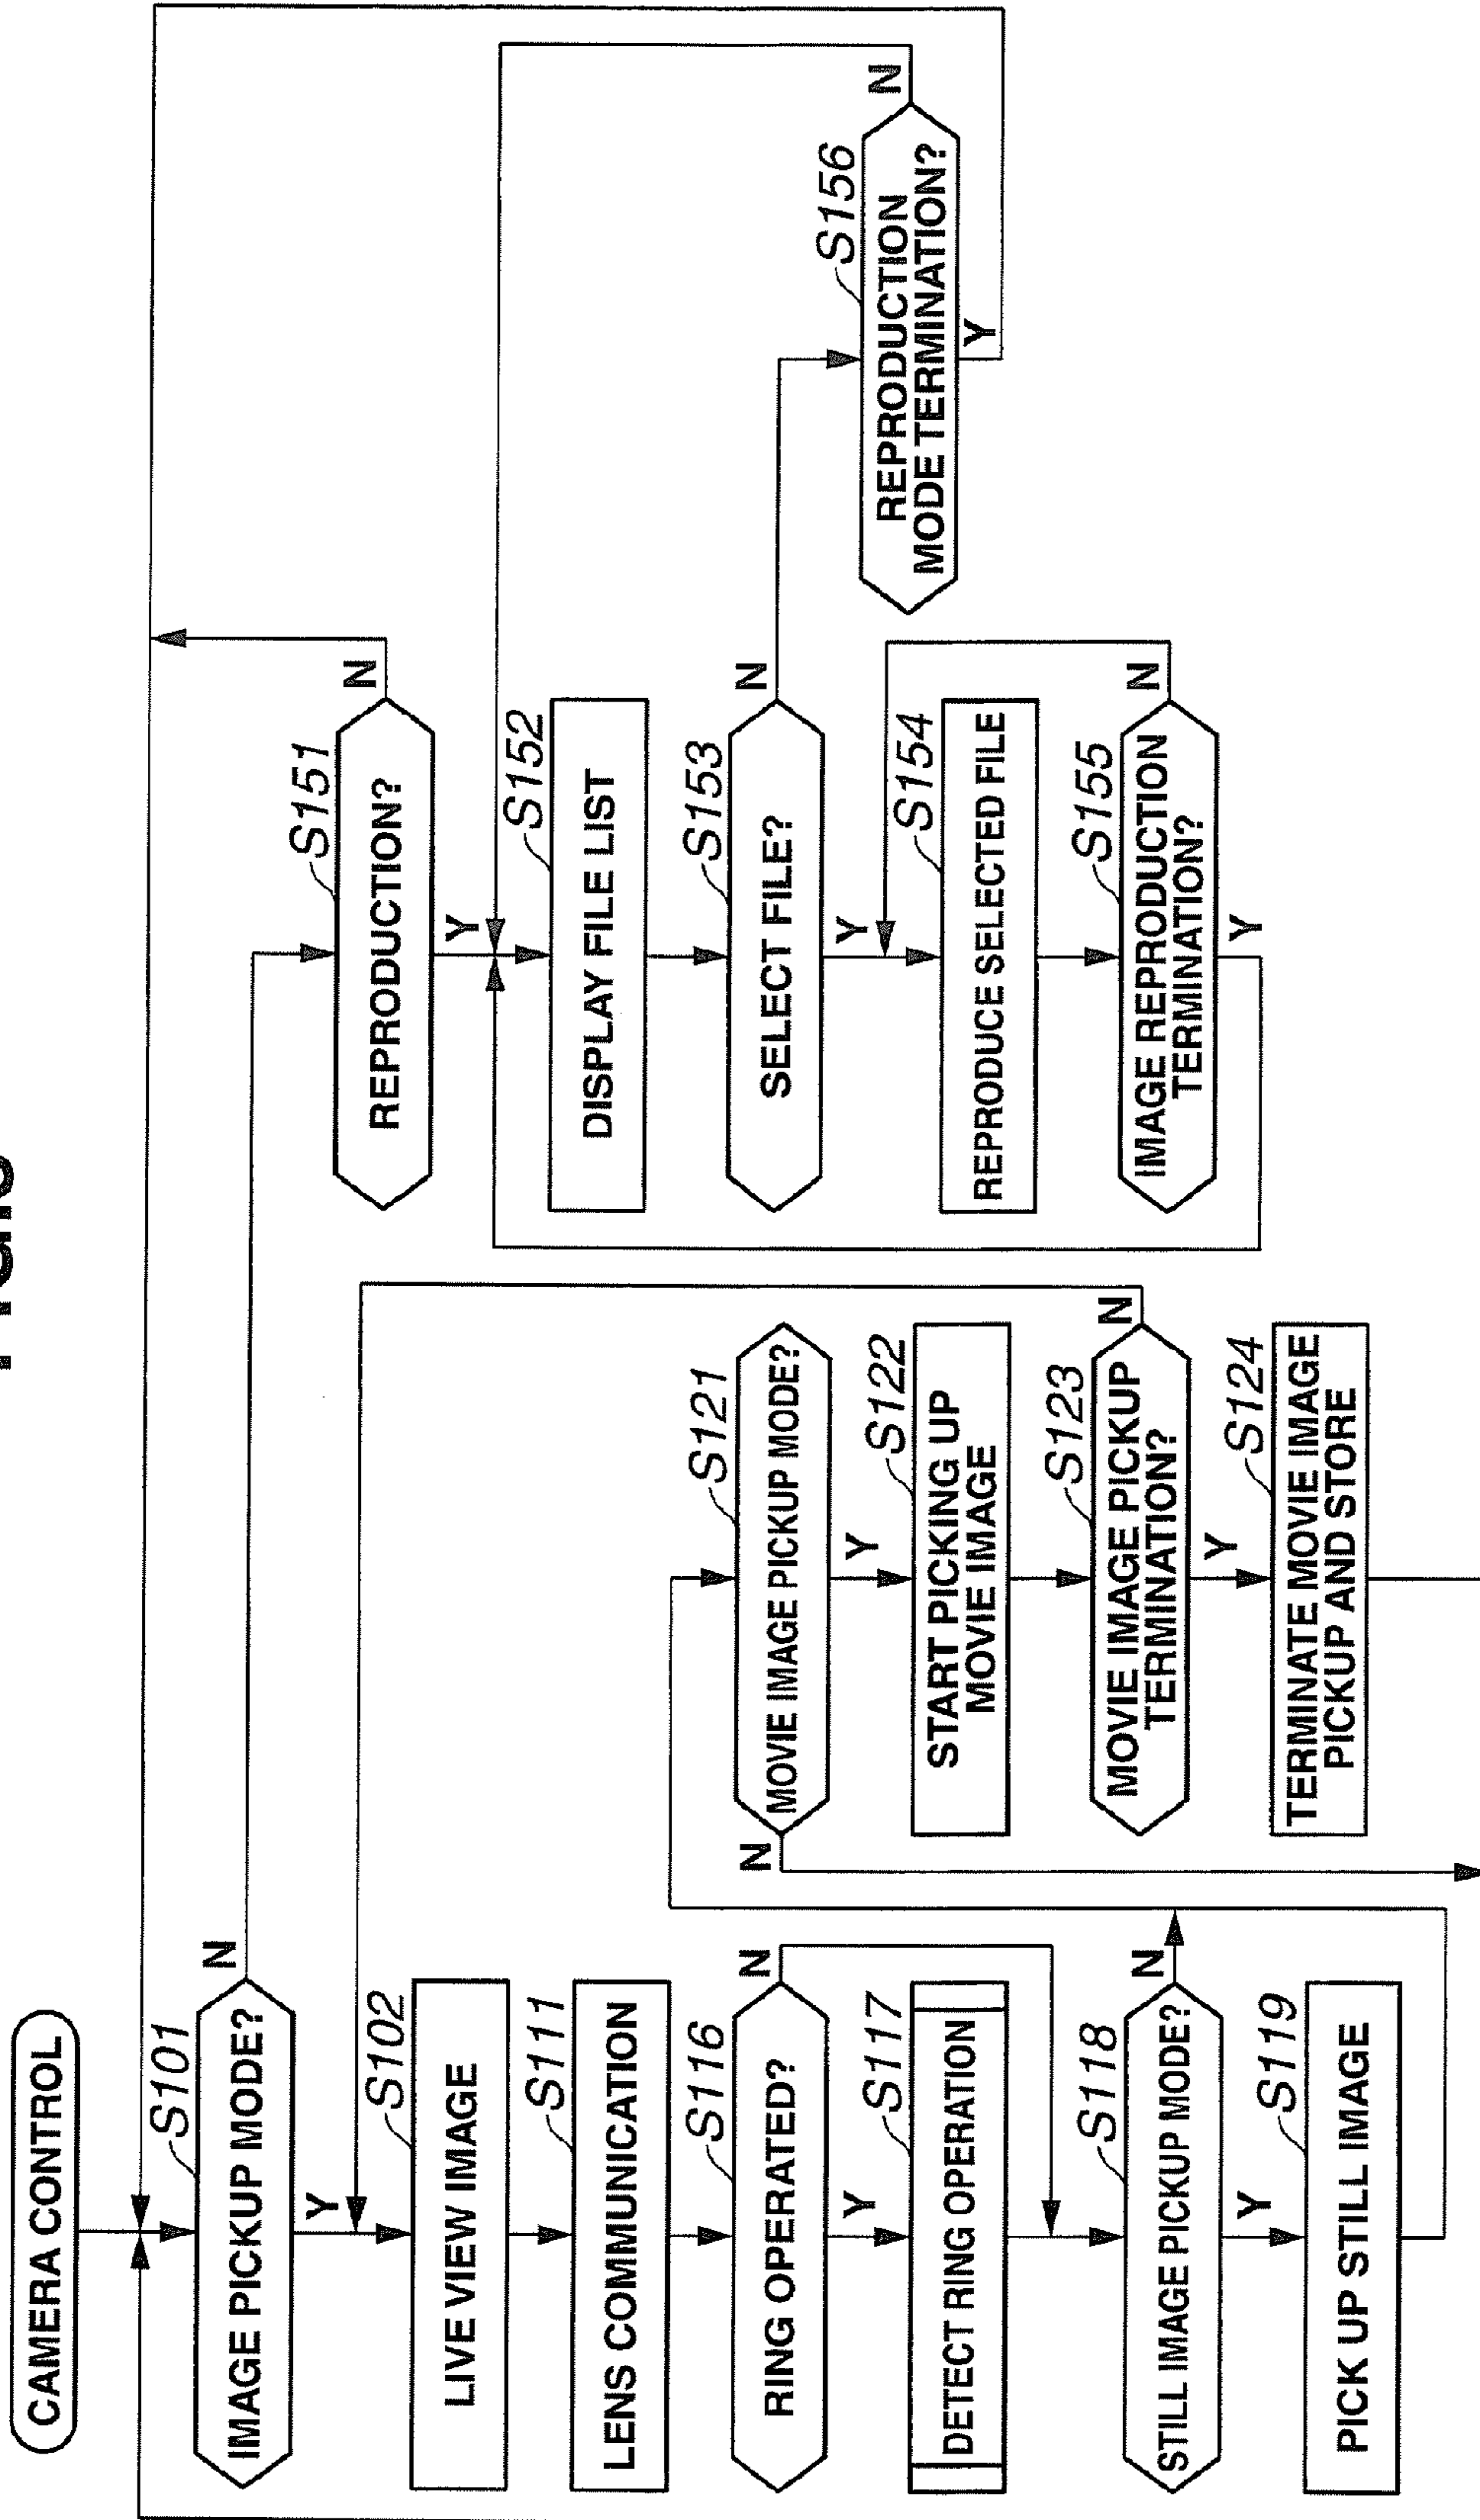 CAMERA CONTROL
S101
IMAGE PICKUP MODE?
N
Y
S102
LIVE VIEW IMAGE
S111
LENS COMMUNICATION
S116
RING OPERATED?
N
Y
S117
DETECT RING OPERATION
S118
STILL IMAGE PICKUP MODE?
N
Y
S119
PICK UP STILL IMAGE
S121
MOVIE IMAGE PICKUP MODE?
N
Y
S122
START PICKING UP
MOVIE IMAGE
S123
MOVIE IMAGE PICKUP
TERMINATION?
N
Y
S124
TERMINATE MOVIE IMAGE
PICKUP AND STORE
S151
REPRODUCTION?
N
Y
S152
DISPLAY FILE LIST
S153
SELECT FILE?
N
Y
S154
REPRODUCE SELECTED FILE
S155
IMAGE REPRODUCTION
TERMINATION?
N
Y
S156
REPRODUCTION
MODE TERMINATION?
N
Y